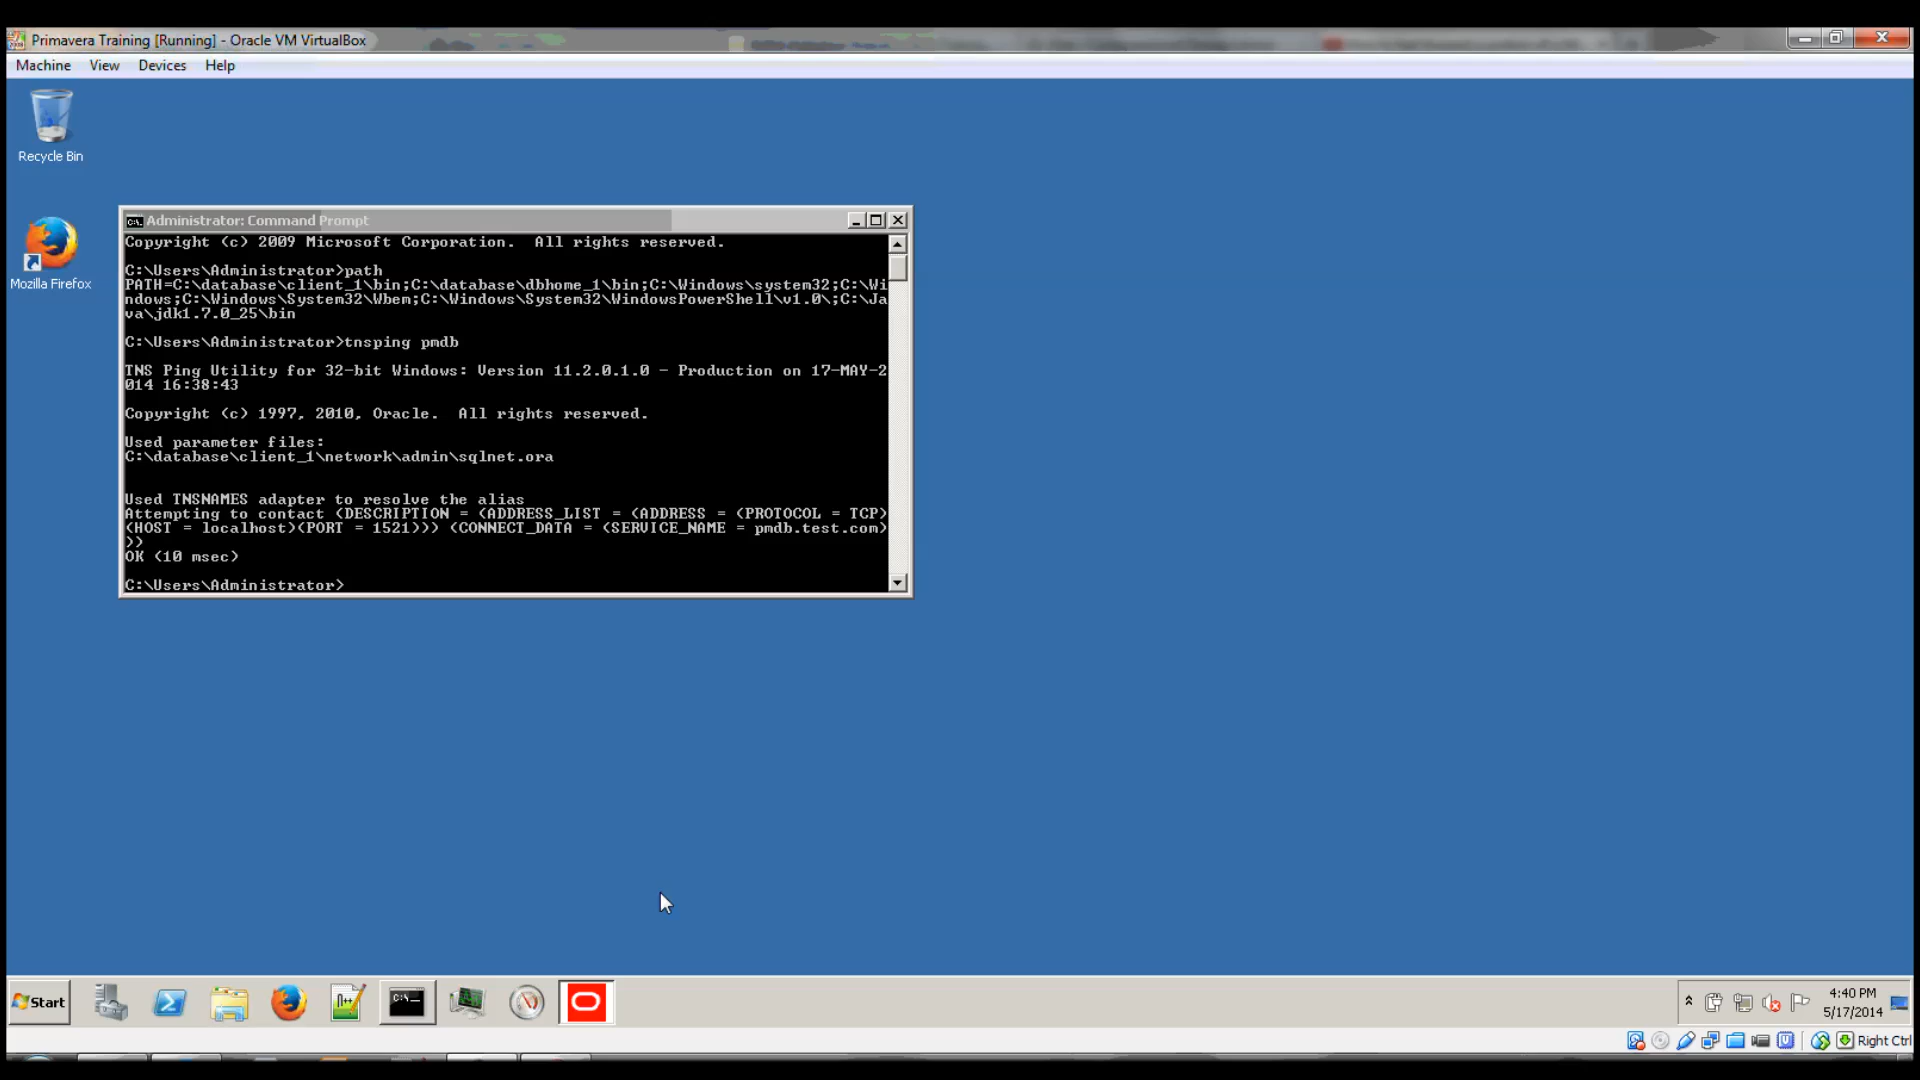 Primavera Training [Running] - Oracle VM VirtualBox
Machine View Devices Help
Recycle Bin
Mozilla Firefox
Administrator: Command Prompt
Copyright (c) 2009 Microsoft Corporation.  All rights reserved.
C:\Users\Administrator>path
PATH=C:\database\client_1\bin;C:\database\dbhome_1\bin;C:\Windows\system32;C:\Wi
ndows;C:\Windows\System32\Wbem;C:\Windows\System32\WindowsPowerShell\v1.0\;C:\Ja
va\jdk1.7.0_25\bin
C:\Users\Administrator>tnsping pmdb
TNS Ping Utility for 32-bit Windows: Version 11.2.0.1.0 - Production on 17-MAY-2
014 16:38:43
Copyright (c) 1997, 2010, Oracle.  All rights reserved.
Used parameter files:
C:\database\client_1\network\admin\sqlnet.ora
Used TNSNAMES adapter to resolve the alias
Attempting to contact (DESCRIPTION = (ADDRESS_LIST = (ADDRESS = (PROTOCOL = TCP)
(HOST = localhost)(PORT = 1521))) (CONNECT_DATA = (SERVICE_NAME = pmdb.test.com)
))
OK (10 msec)
C:\Users\Administrator>
Start
4:40 PM
5/17/2014
Right Ctrl